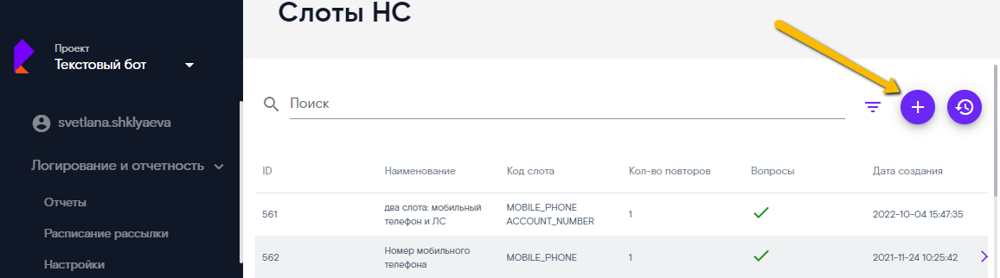 Слоты НС
Проект
Текстовый бот
svetlana.shklyaeva
Логирование и отчетность
Отчеты
Расписание рассылки
Настройки
Поиск
ID Наименование Код слота Кол-во повторов Вопросы Дата создания
561 два слота: мобильный телефон и ЛС MOBILE_PHONE ACCOUNT_NUMBER 1 2022-10-04 15:47:35
562 Номер мобильного телефона MOBILE_PHONE 1 2021-11-24 10:25:42